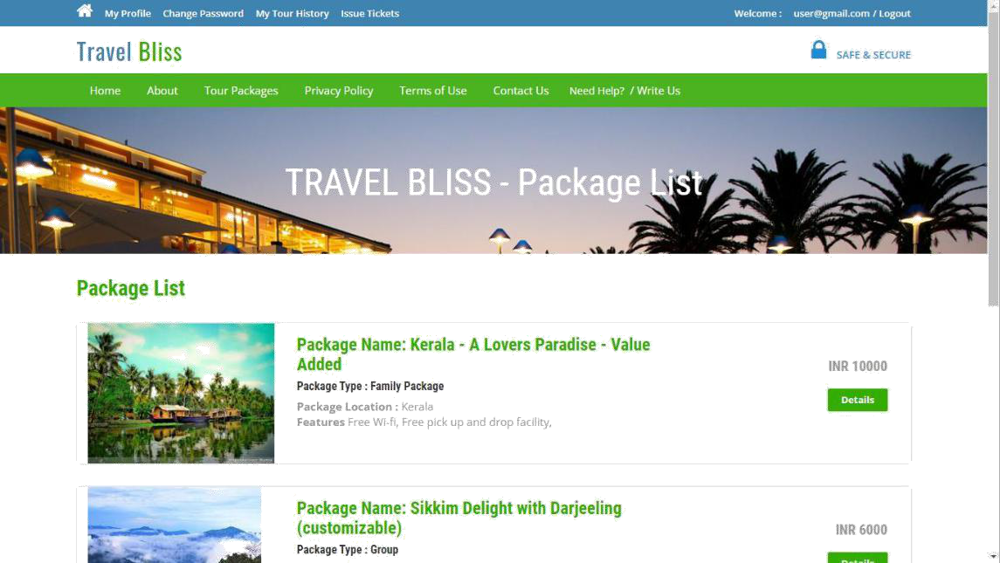 My Profile Change Password My Tour History Issue Tickets Welcome : user@gmail.com / Logout
Travel Bliss SAFE & SECURE
Home About Tour Packages Privacy Policy Terms of Use Contact Us Need Help? / Write Us
TRAVEL BLISS - Package List
Package List
Package Name: Kerala - A Lovers Paradise - Value
Added
INR 10000
Package Type : Family Package
Details
Package Location : Kerala
Features Free Wi-fi, Free pick up and drop facility,
Package Name: Sikkim Delight with Darjeeling
(customizable)
INR 6000
Package Type : Group
Details